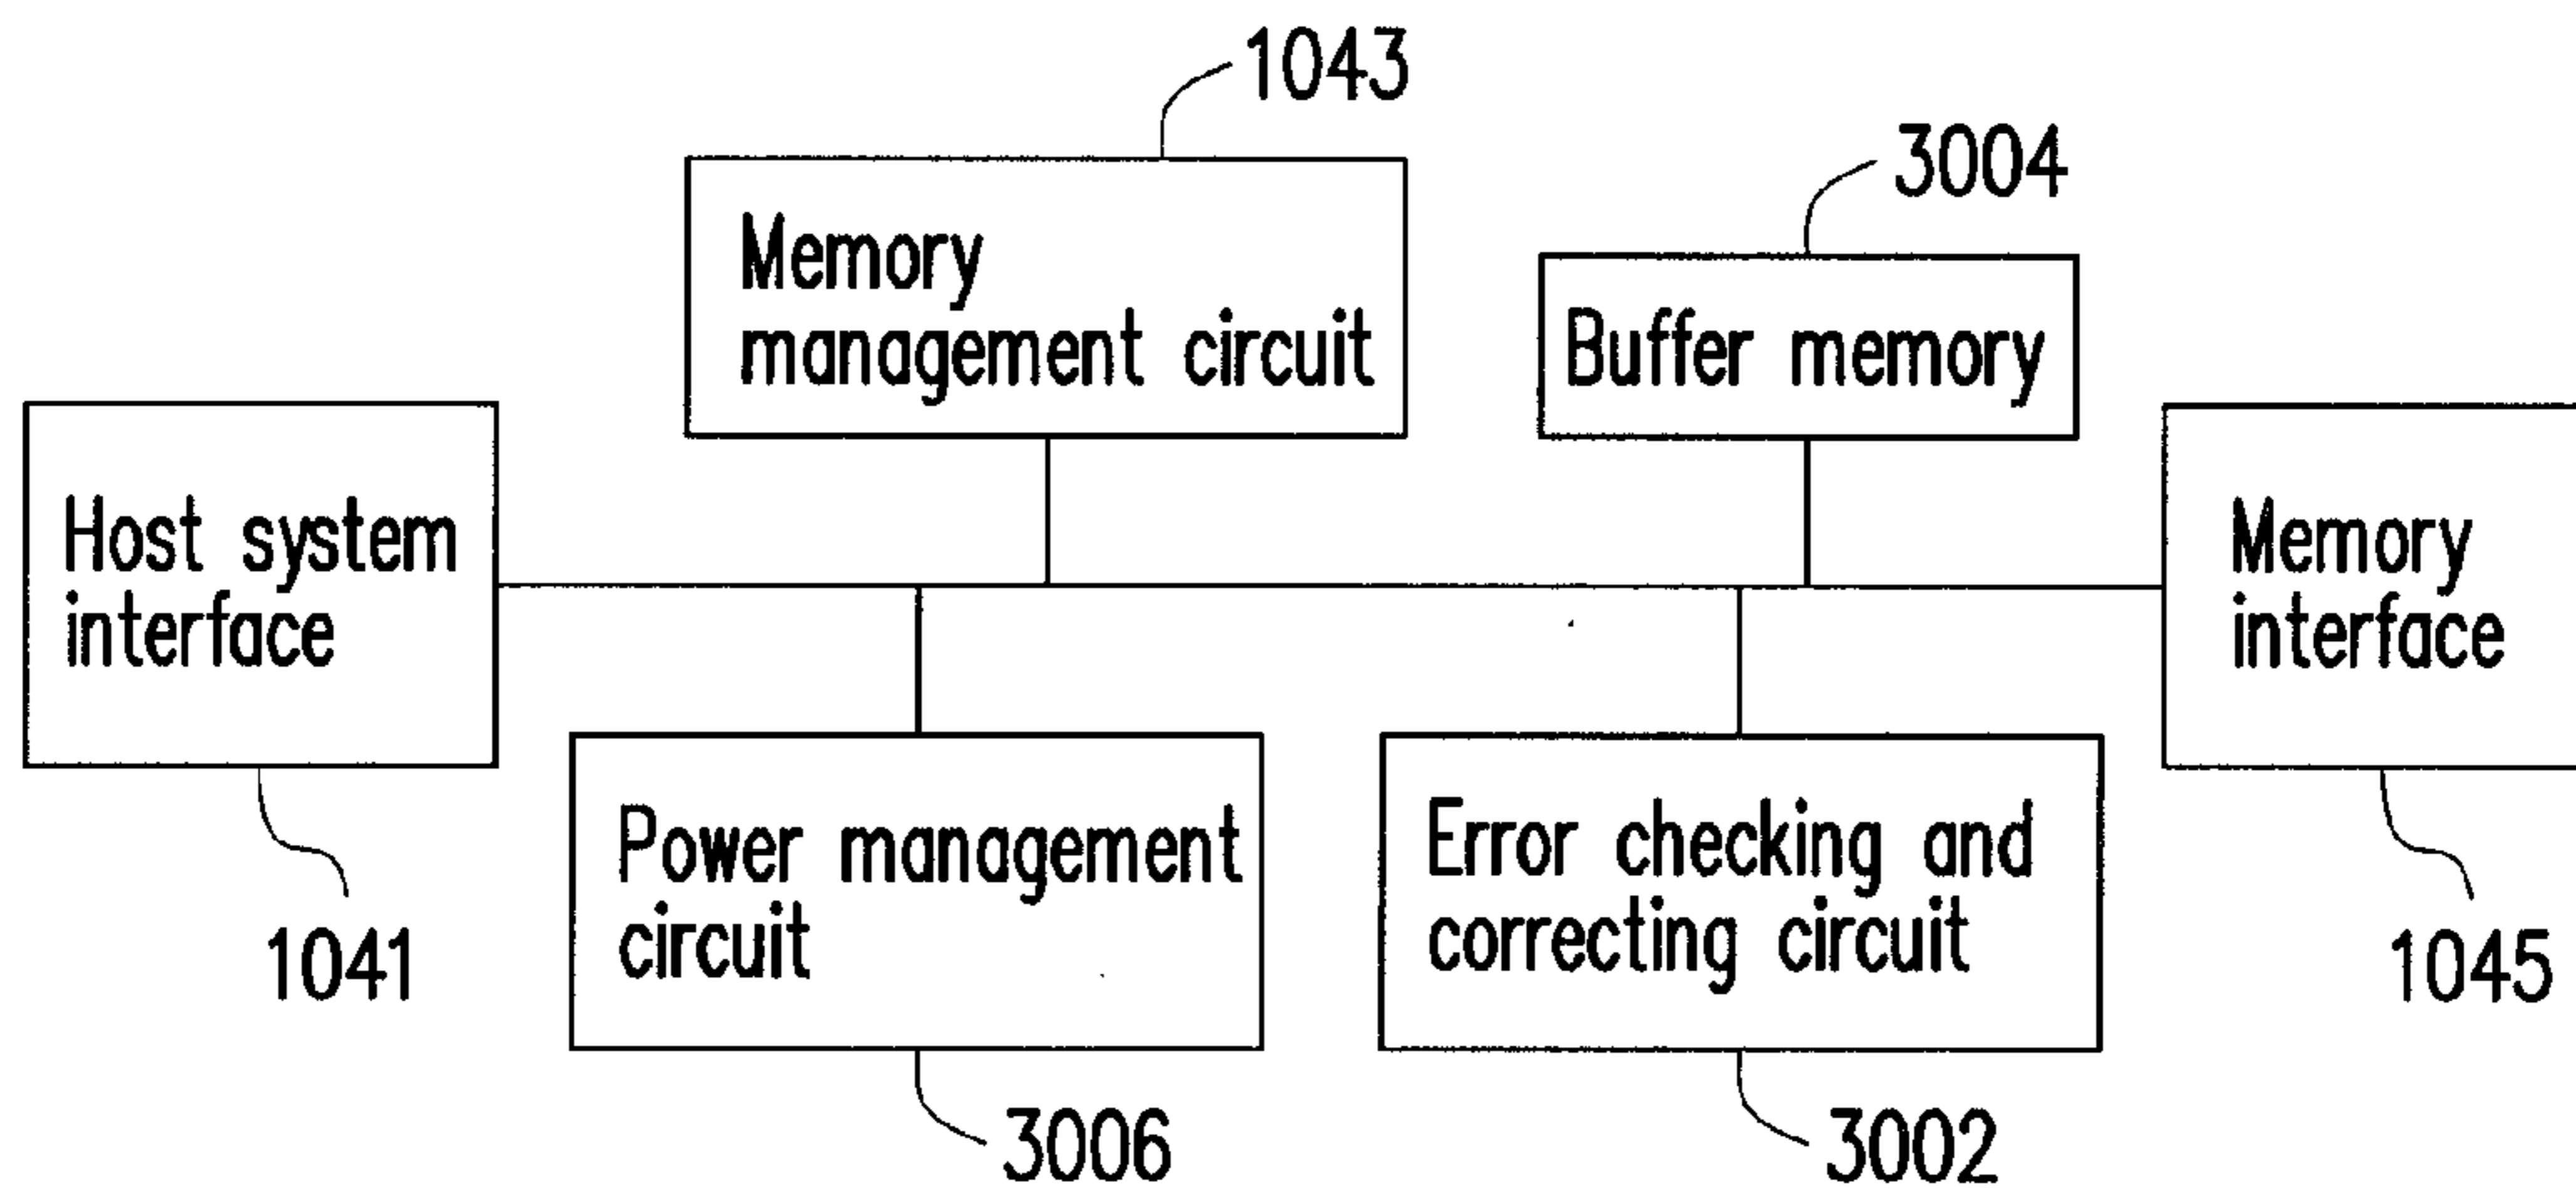 1043
3004
Memory
management circuit
Buffer memory
Host system
interface
Memory
interface
Power management
circuit
Error checking and
correcting circuit
1041
1045
3006
3002